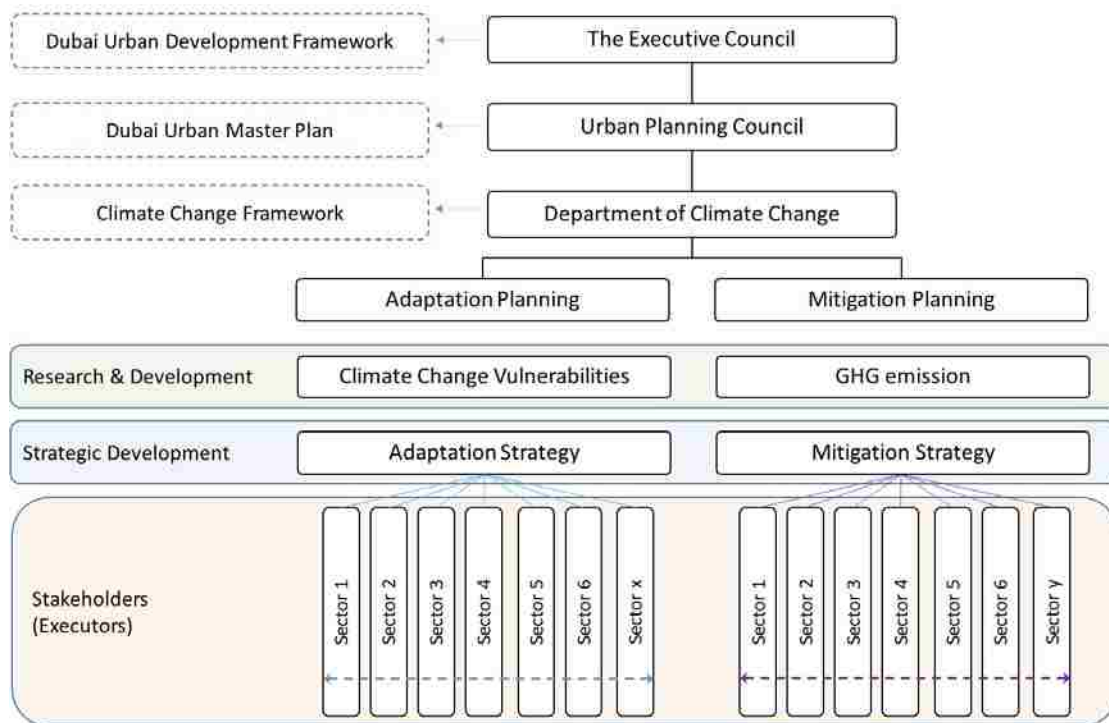 Dubai Urban Development Framework
The Executive Council
Dubai Urban Master Plan
Urban Planning Council
Climate Change Framework
Department of Climate Change
Adaptation Planning
Mitigation Planning
Research & Development
Climate Change Vulnerabilities
GHG emission
Strategic Development
Adaptation Strategy
Mitigation Strategy
Stakeholders
(Executors)
Sector 1
Sector 2
Sector 3
Sector 4
Sector 5
Sector 6
Sector x
Sector 1
Sector 2
Sector 3
Sector 4
Sector 5
Sector 6
Sector y